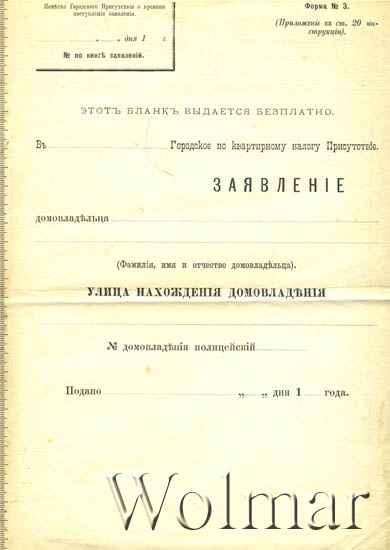 Помѣтка Городского Присутствія о времени
поступленія заявленія.
„ „ дня 1 г.
№ по книгѣ заявленій.
Форма № 3.
(Приложеніе къ ст. 20 ин-
струкціи).
ЭТОТЪ БЛАНКЪ ВЫДАЕТСЯ БЕЗПЛАТНО.
Въ Городское по квартирному налогу Присутствіе.
ЗАЯВЛЕНІЕ
домовладѣльца
(Фамилія, имя и отчество домовладѣльца).
УЛИЦА НАХОЖДЕНІЯ ДОМОВЛАДѢНІЯ
№ домовладѣнія полицейскій
Подано „ „ дня 1 года.
Wolmar